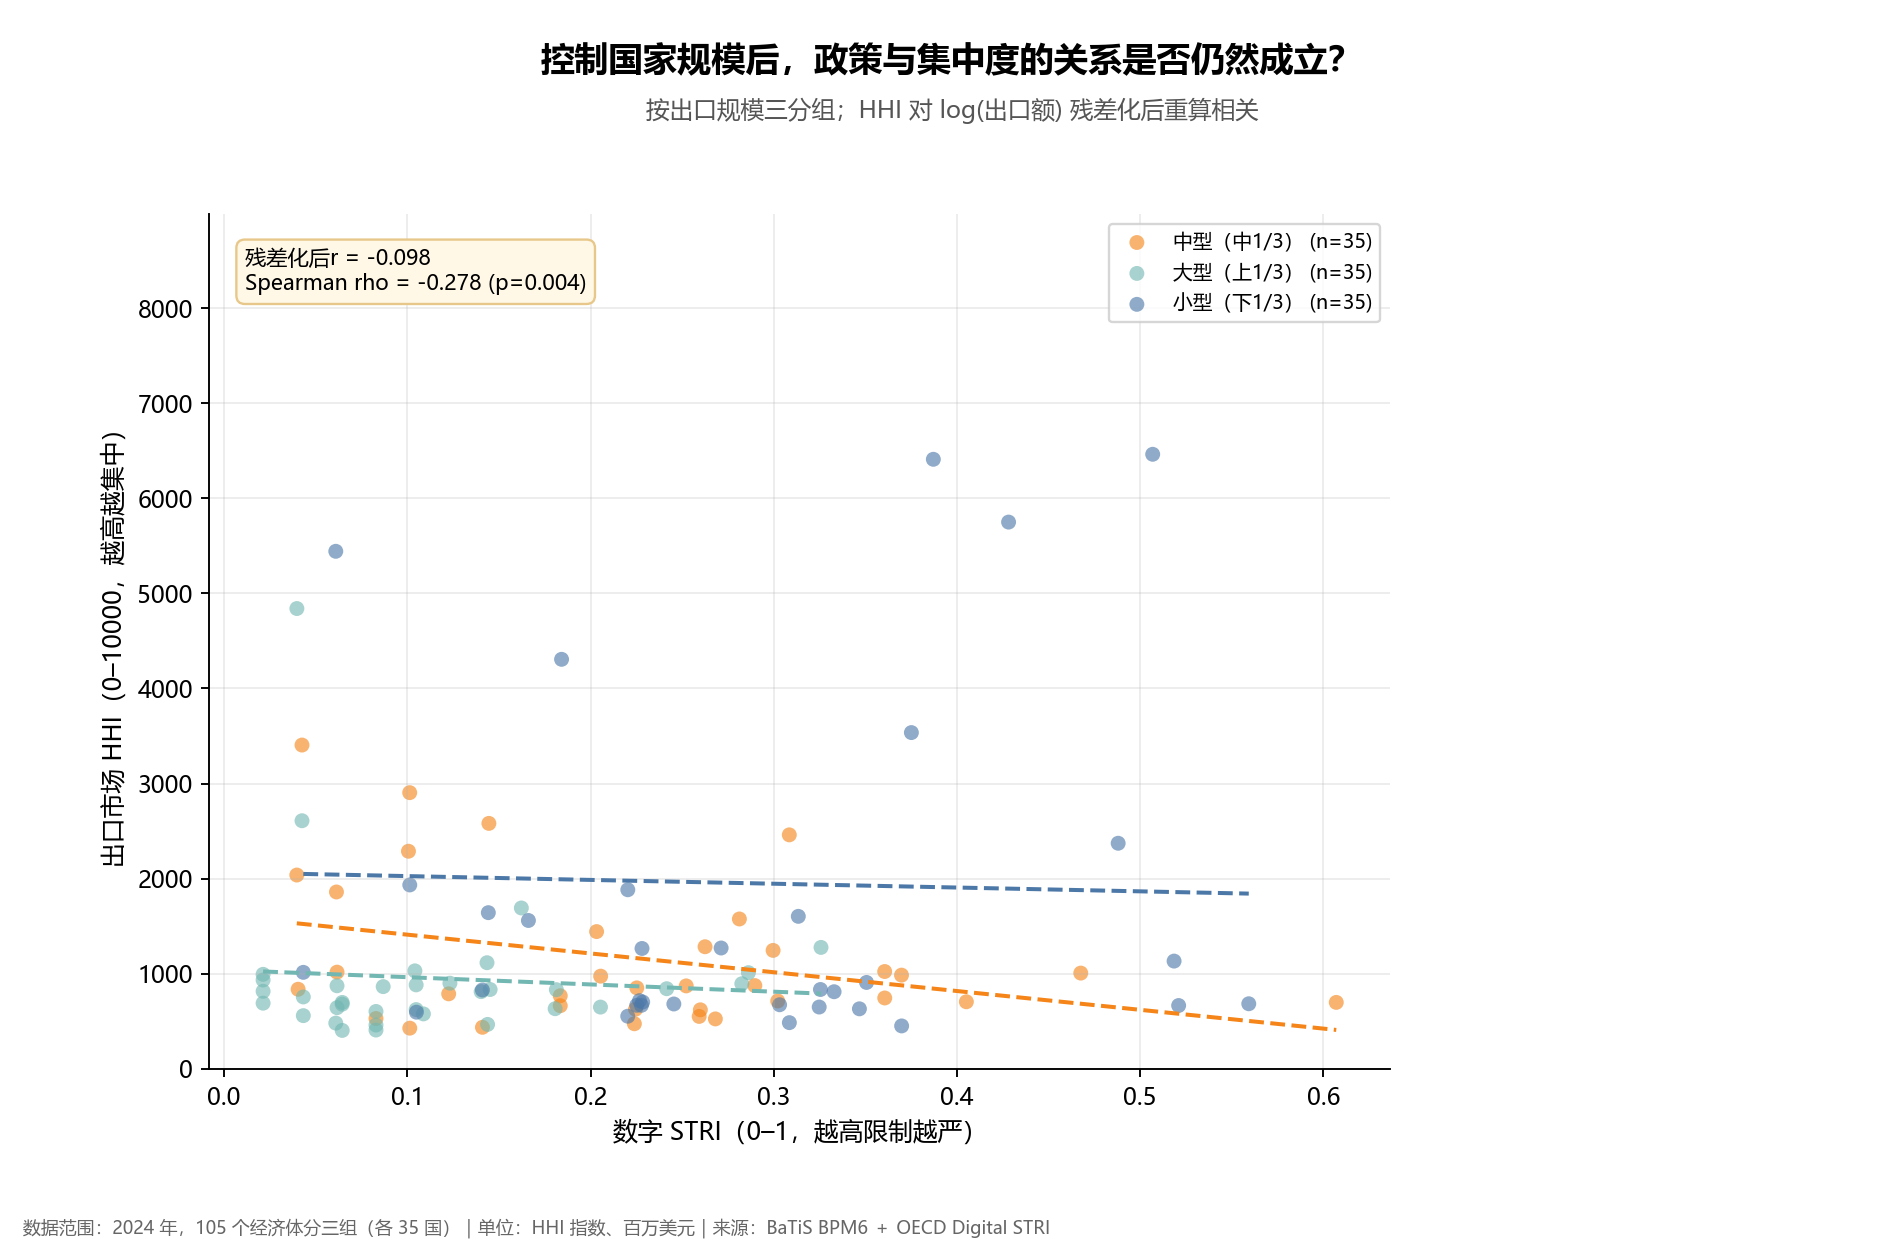 控制国家规模后，政策与集中度的关系是否仍然成立？
按出口规模三分组；HHI 对 log(出口额) 残差化后重算相关
残差化后r = -0.098
Spearman rho = -0.278 (p=0.004)
中型（中1/3） (n=35)
大型（上1/3） (n=35)
小型（下1/3） (n=35)
出口市场 HHI（0–10000，越高越集中）
8000
7000
6000
5000
4000
3000
2000
1000
0
0.0 0.1 0.2 0.3 0.4 0.5 0.6
数字 STRI（0–1，越高限制越严）
数据范围：2024 年，105 个经济体分三组（各 35 国） | 单位：HHI 指数、百万美元 | 来源：BaTiS BPM6 + OECD Digital STRI